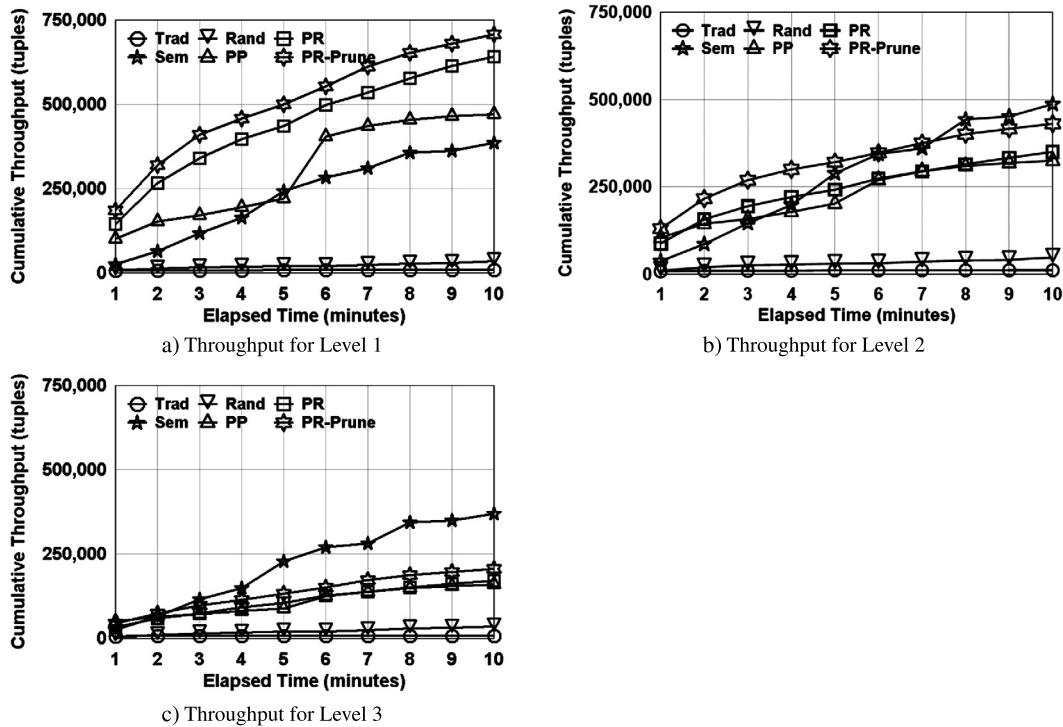 750,000
500,000
250,000
0
Cumulative Throughput (tuples)
Trad Rand PR
Sem PP PR-Prune
1 2 3 4 5 6 7 8 9 10
Elapsed Time (minutes)
a) Throughput for Level 1
750,000
500,000
250,000
0
Cumulative Throughput (tuples)
Trad Rand PR
Sem PP PR-Prune
1 2 3 4 5 6 7 8 9 10
Elapsed Time (minutes)
b) Throughput for Level 2
750,000
500,000
250,000
0
Cumulative Throughput (tuples)
Trad Rand PR
Sem PP PR-Prune
1 2 3 4 5 6 7 8 9 10
Elapsed Time (minutes)
c) Throughput for Level 3